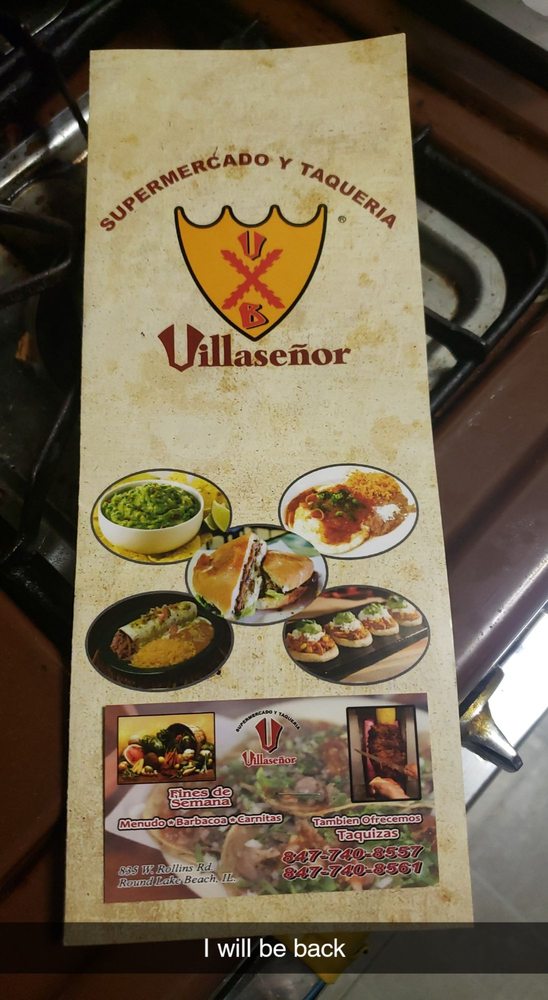 SUPERMERCADO Y TAQUERIA
®
V
B
Villaseñor
SUPERMERCADO Y TAQUERIA
V
Villaseñor
Fines de
Semana
Menudo * Barbacoa * Carnitas
Tambien Ofrecemos
Taquizas
847-740-8557
847-740-8561
835 W. Rollins Rd.
Round Lake Beach, IL.
I will be back